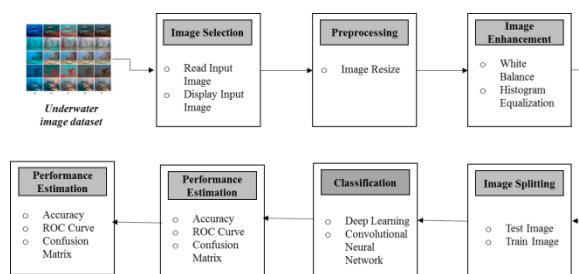 Underwater
image dataset
Image Selection
o Read Input
Image
o Display Input
Image
Preprocessing
o Image Resize
Image
Enhancement
o White
Balance
o Histogram
Equalization
Performance
Estimation
o Accuracy
o ROC Curve
o Confusion
Matrix
Performance
Estimation
o Accuracy
o ROC Curve
o Confusion
Matrix
Classification
o Deep Learning
o Convolutional
Neural
Network
Image Splitting
o Test Image
o Train Image